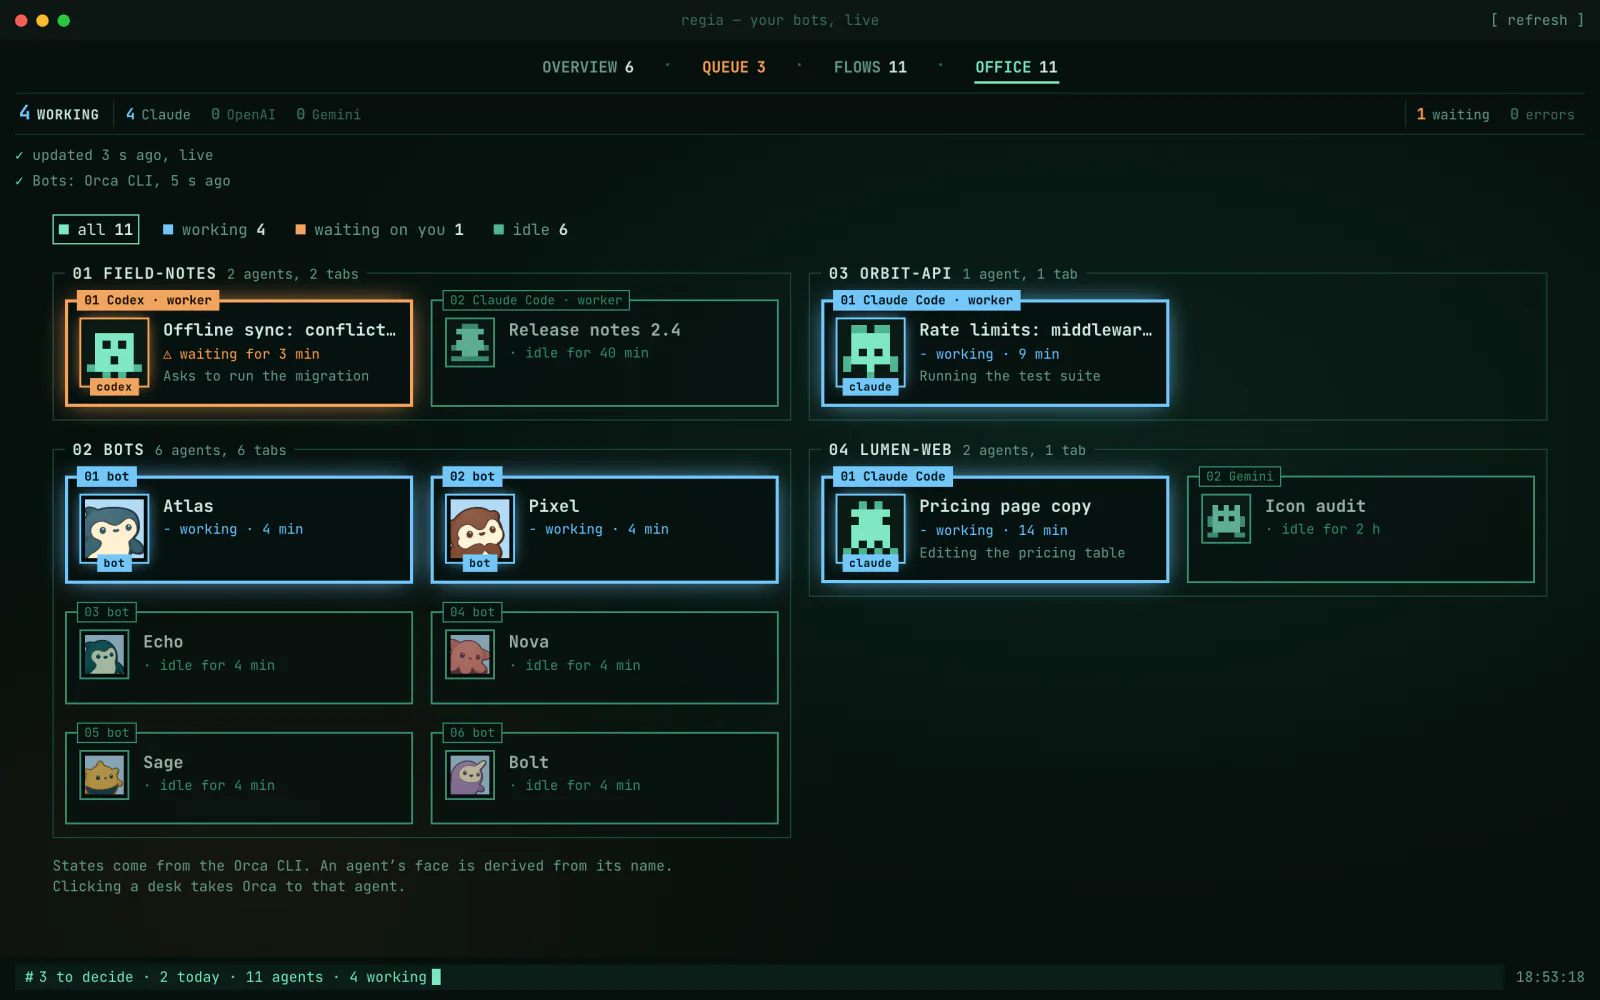 regia — your bots, live
[ refresh ]
OVERVIEW 6 · QUEUE 3 · FLOWS 11 · OFFICE 11
4 WORKING 4 Claude 0 OpenAI 0 Gemini 1 waiting 0 errors
✓ updated 3 s ago, live
✓ Bots: Orca CLI, 5 s ago
all 11 working 4 waiting on you 1 idle 6
01 FIELD-NOTES 2 agents, 2 tabs
01 Codex · worker
Offline sync: conflict…
⚠ waiting for 3 min
Asks to run the migration
codex
02 Claude Code · worker
Release notes 2.4
· idle for 40 min
03 ORBIT-API 1 agent, 1 tab
01 Claude Code · worker
Rate limits: middlewar…
- working · 9 min
Running the test suite
claude
02 BOTS 6 agents, 6 tabs
01 bot
Atlas
- working · 4 min
bot
02 bot
Pixel
- working · 4 min
bot
03 bot
Echo
· idle for 4 min
04 bot
Nova
· idle for 4 min
05 bot
Sage
· idle for 4 min
06 bot
Bolt
· idle for 4 min
04 LUMEN-WEB 2 agents, 1 tab
01 Claude Code
Pricing page copy
- working · 14 min
Editing the pricing table
claude
02 Gemini
Icon audit
· idle for 2 h
States come from the Orca CLI. An agent’s face is derived from its name.
Clicking a desk takes Orca to that agent.
# 3 to decide · 2 today · 11 agents · 4 working
18:53:18